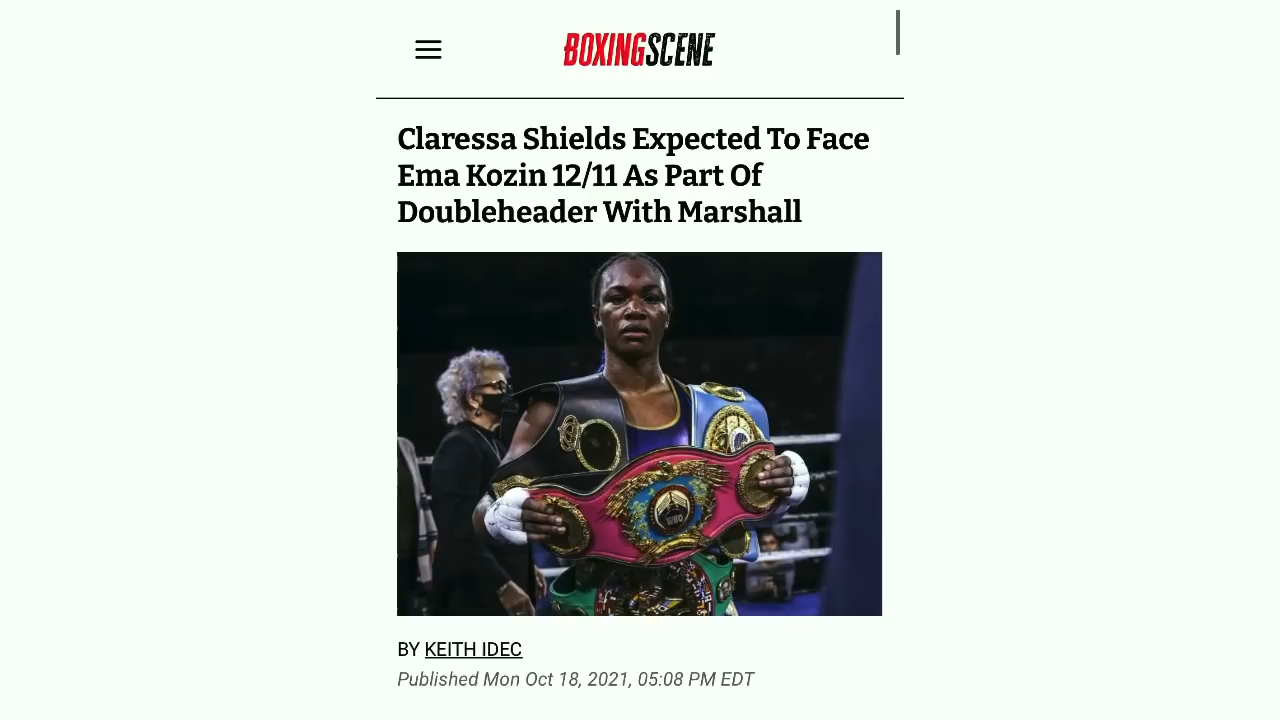 BOXINGSCENE
Claressa Shields Expected To Face
Ema Kozin 12/11 As Part Of
Doubleheader With Marshall
WBO
BY KEITH IDEC
Published Mon Oct 18, 2021, 05:08 PM EDT